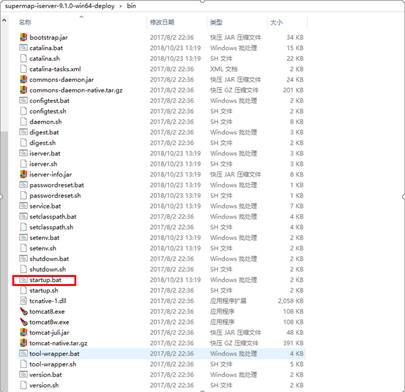 supermap-iserver-9.1.0-win64-deploy › bin
名称 修改日期 类型 大小
bootstrap.jar 2017/8/2 22:36 快压 JAR 压缩文件 34 KB
catalina.bat 2018/10/23 13:19 Windows 批处理 15 KB
catalina.sh 2018/10/23 13:19 SH 文件 22 KB
catalina-tasks.xml 2017/8/2 22:36 XML 文档 2 KB
commons-daemon.jar 2017/8/2 22:36 快压 JAR 压缩文件 24 KB
commons-daemon-native.tar.gz 2017/8/2 22:36 快压 GZ 压缩文件 201 KB
configtest.bat 2017/8/2 22:36 Windows 批处理 2 KB
configtest.sh 2017/8/2 22:36 SH 文件 2 KB
daemon.sh 2017/8/2 22:36 SH 文件 8 KB
digest.bat 2017/8/2 22:36 Windows 批处理 3 KB
digest.sh 2017/8/2 22:36 SH 文件 2 KB
iserver.bat 2018/10/23 13:19 Windows 批处理 2 KB
iserver.sh 2018/10/23 13:19 SH 文件 3 KB
iserver-info.jar 2018/10/23 13:19 快压 JAR 压缩文件 4 KB
passwordreset.bat 2018/10/23 13:19 Windows 批处理 1 KB
passwordreset.sh 2018/10/23 13:19 SH 文件 1 KB
service.bat 2018/10/23 13:19 Windows 批处理 7 KB
setclasspath.bat 2017/8/2 22:36 Windows 批处理 4 KB
setclasspath.sh 2017/8/2 22:36 SH 文件 4 KB
setenv.bat 2018/10/23 13:19 Windows 批处理 2 KB
setenv.sh 2018/10/23 13:19 SH 文件 3 KB
shutdown.bat 2017/8/2 22:36 Windows 批处理 2 KB
shutdown.sh 2017/8/2 22:36 SH 文件 2 KB
startup.bat 2018/10/23 13:19 Windows 批处理 2 KB
startup.sh 2017/8/2 22:36 SH 文件 2 KB
tcnative-1.dll 2017/8/2 22:36 应用程序扩展 2,058 KB
tomcat8.exe 2017/8/2 22:36 应用程序 108 KB
tomcat8w.exe 2017/8/2 22:36 应用程序 108 KB
tomcat-juli.jar 2017/8/2 22:36 快压 JAR 压缩文件 48 KB
tomcat-native.tar.gz 2017/8/2 22:36 快压 GZ 压缩文件 391 KB
tool-wrapper.bat 2017/8/2 22:36 Windows 批处理 4 KB
tool-wrapper.sh 2017/8/2 22:36 SH 文件 5 KB
version.bat 2017/8/2 22:36 Windows 批处理 2 KB
version.sh 2017/8/2 22:36 SH 文件 2 KB